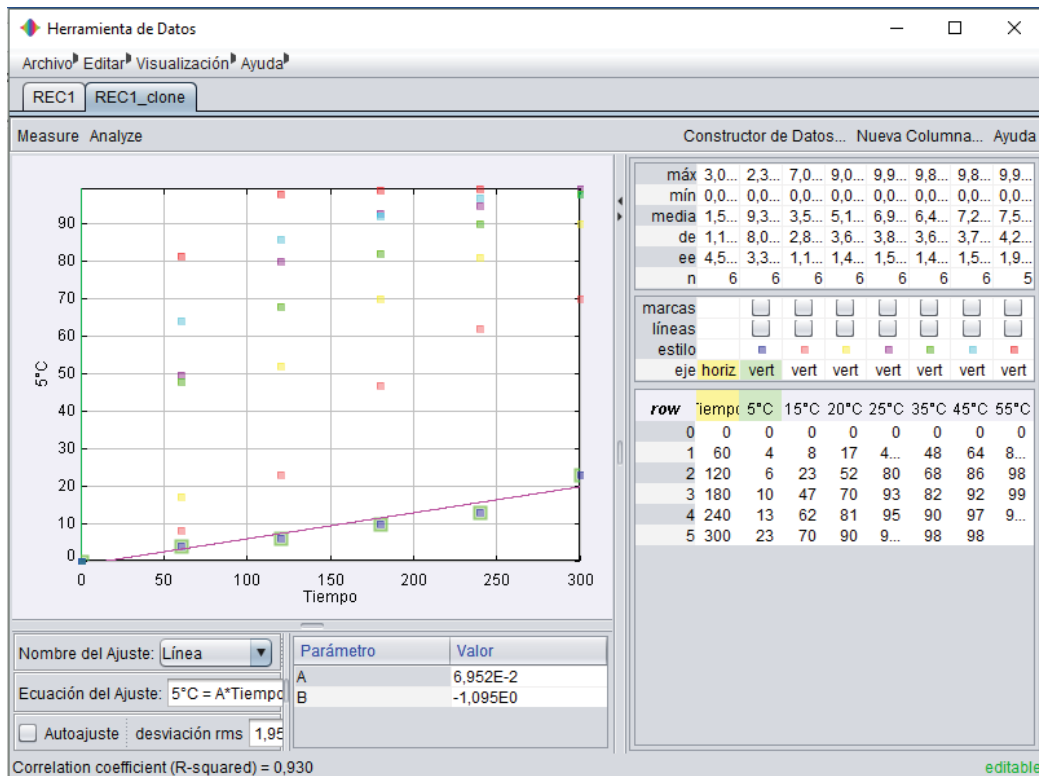 Herramienta de Datos
Archivo Editar Visualización Ayuda
REC1 REC1_clone
Measure Analyze Constructor de Datos... Nueva Columna... Ayuda
5°C
90
80
70
60
50
40
30
20
10
0
0 50 100 150 200 250 300
Tiempo
máx 3,0... 2,3... 7,0... 9,0... 9,9... 9,8... 9,8... 9,9...
mín 0,0... 0,0... 0,0... 0,0... 0,0... 0,0... 0,0... 0,0...
media 1,5... 9,3... 3,5... 5,1... 6,9... 6,4... 7,2... 7,5...
de 1,1... 8,0... 2,8... 3,6... 3,8... 3,6... 3,7... 4,2...
ee 4,5... 3,3... 1,1... 1,4... 1,5... 1,4... 1,5... 1,9...
n 6 6 6 6 6 6 6 5
marcas
líneas
estilo
eje horiz vert vert vert vert vert vert vert
row Tiempo 5°C 15°C 20°C 25°C 35°C 45°C 55°C
0 0 0 0 0 0 0 0 0
1 60 4 8 17 4... 48 64 8...
2 120 6 23 52 80 68 86 98
3 180 10 47 70 93 82 92 99
4 240 13 62 81 95 90 97 9...
5 300 23 70 90 9... 98 98
Nombre del Ajuste: Línea
Ecuación del Ajuste: 5°C = A*Tiempo
Autoajuste desviación rms 1,95
Parámetro Valor
A 6,952E-2
B -1,095E0
Correlation coefficient (R-squared) = 0,930 editable